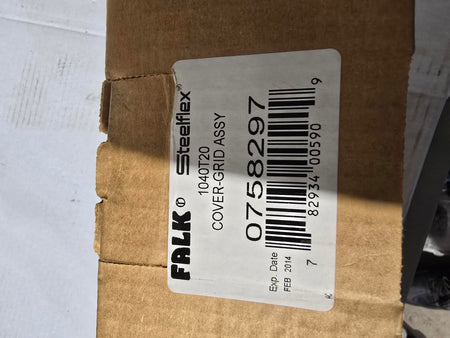 FALK® Steelflex®
1040T20
COVER-GRID ASSY
0758297
Exp. Date
FEB 2014
7 82934 00590 9